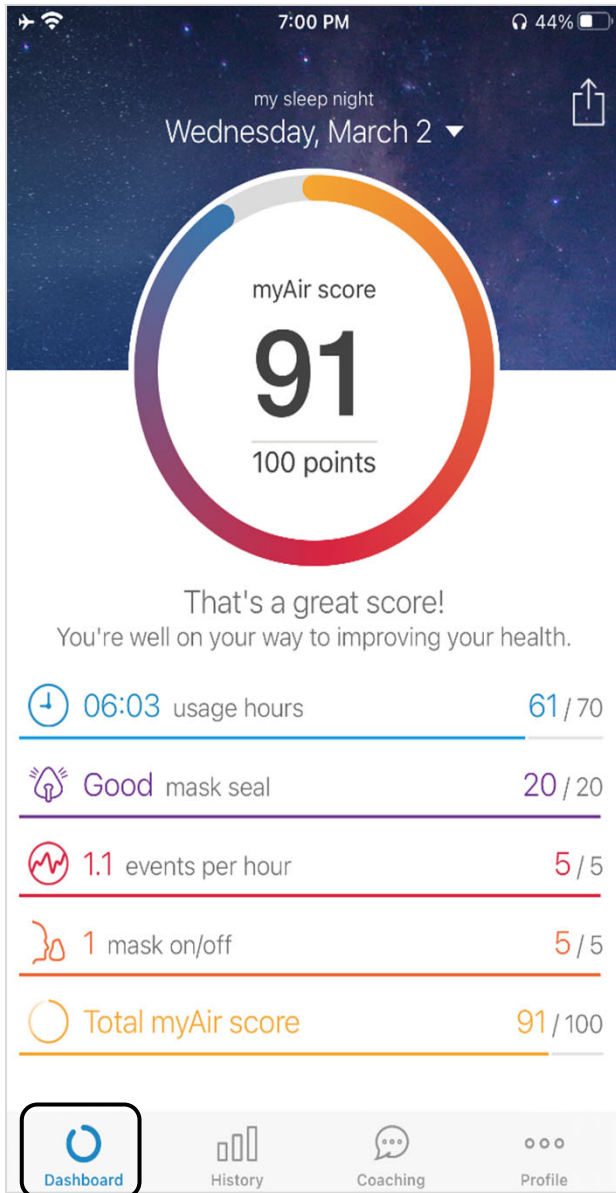 7:00 PM 44%
my sleep night
Wednesday, March 2
myAir score
91
100 points
That's a great score!
You're well on your way to improving your health.
06:03 usage hours 61/70
Good mask seal 20/20
1.1 events per hour 5/5
1 mask on/off 5/5
Total myAir score 91/100
Dashboard History Coaching Profile